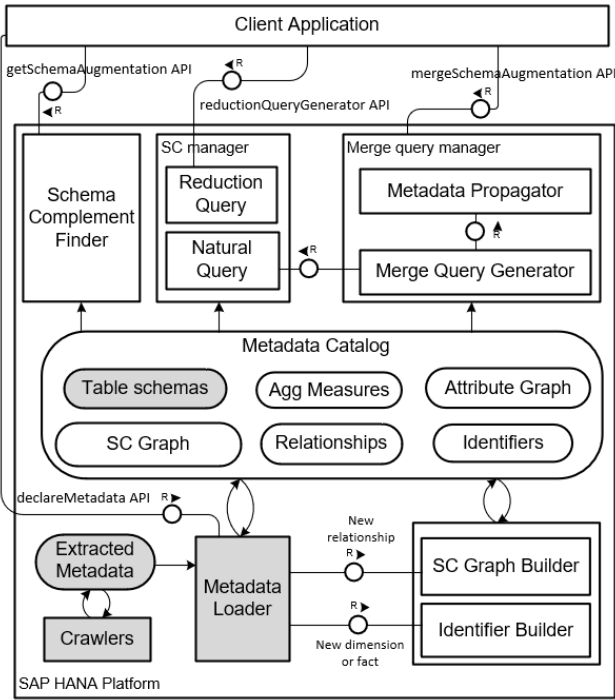 Client Application
getSchemaAugmentation API
R
R
reductionQueryGenerator API
mergeSchemaAugmentation API
R
SC manager
Merge query manager
Schema
Complement
Finder
Reduction
Query
Natural
Query
R
Metadata Propagator
R
Merge Query Generator
Metadata Catalog
Table schemas
Agg Measures
Attribute Graph
SC Graph
Relationships
Identifiers
declareMetadata API
R
Extracted
Metadata
Crawlers
Metadata
Loader
New
relationship
R
R
New dimension
or fact
SC Graph Builder
Identifier Builder
SAP HANA Platform